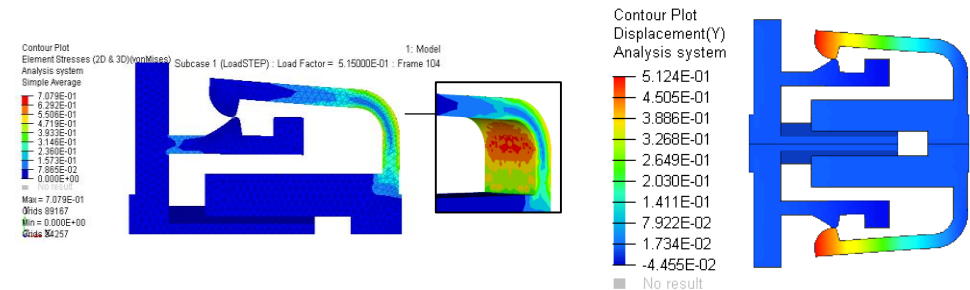 Contour Plot
Element Stresses (2D & 3D)(vonMises)
Analysis system
Simple Average
1: Model
Subcase 1 (LoadSTEP) : Load Factor = 5.15000E-01 : Frame 104
7.079E-01
6.292E-01
5.506E-01
4.719E-01
3.933E-01
3.146E-01
2.360E-01
1.573E-01
7.865E-02
0.000E+00
No result
Max = 7.079E-01
Grids 89167
Min = 0.000E+00
Grids 84257
Contour Plot
Displacement(Y)
Analysis system
5.124E-01
4.505E-01
3.886E-01
3.268E-01
2.649E-01
2.030E-01
1.411E-01
7.922E-02
1.734E-02
-4.455E-02
No result